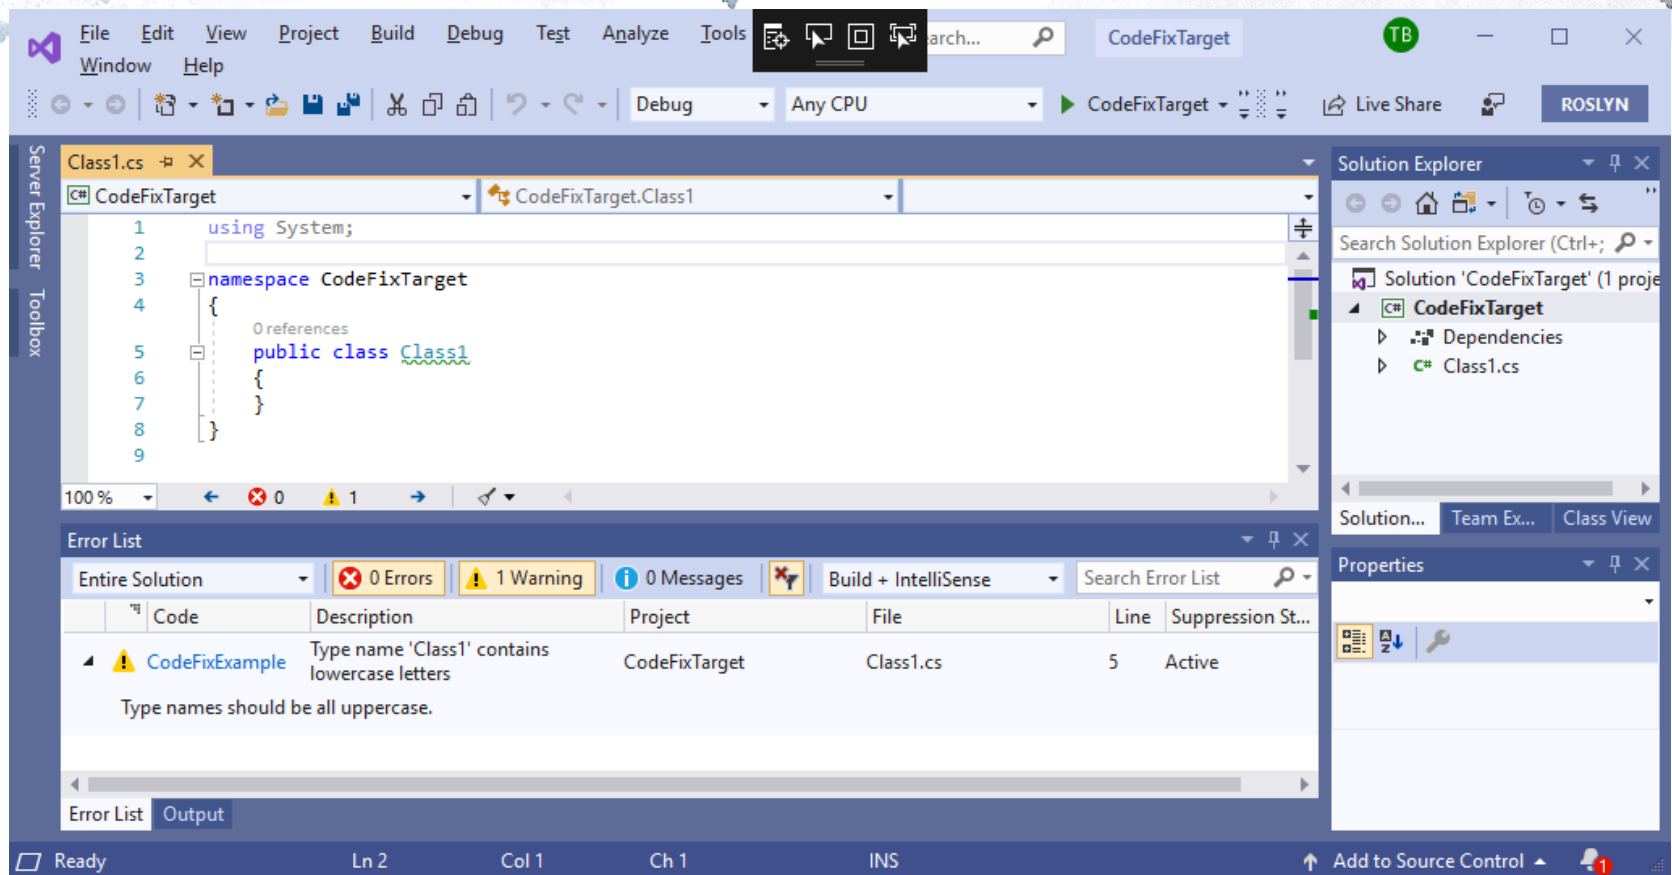 File Edit View Project Build Debug Test Analyze Tools arch... CodeFixTarget TB
Window Help
Debug Any CPU CodeFixTarget Live Share ROSLYN
Server Explorer
Toolbox
Class1.cs
C# CodeFixTarget CodeFixTarget.Class1
1 using System;
2
3 namespace CodeFixTarget
4 {
0 references
5 public class Class1
6 {
7 }
8 }
9
100 % 0 1
Error List
Entire Solution 0 Errors 1 Warning 0 Messages Build + IntelliSense Search Error List
Code Description Project File Line Suppression St...
CodeFixExample Type name 'Class1' contains lowercase letters CodeFixTarget Class1.cs 5 Active
Type names should be all uppercase.
Error List Output
Solution Explorer
Search Solution Explorer (Ctrl+;
Solution 'CodeFixTarget' (1 proje
C# CodeFixTarget
Dependencies
C# Class1.cs
Solution... Team Ex... Class View
Properties
Ready Ln 2 Col 1 Ch 1 INS Add to Source Control 1